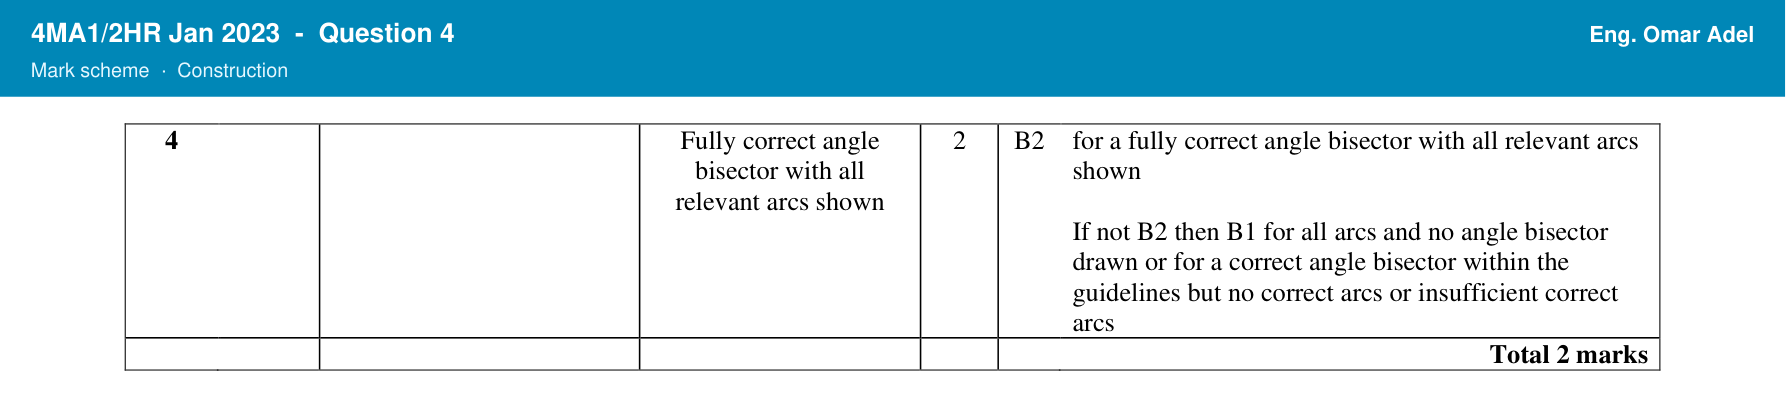 4MA1/2HR Jan 2023 - Question 4
Eng. Omar Adel
Mark scheme · Construction
4
Fully correct angle
bisector with all
relevant arcs shown
2
B2
for a fully correct angle bisector with all relevant arcs
shown
If not B2 then B1 for all arcs and no angle bisector
drawn or for a correct angle bisector within the
guidelines but no correct arcs or insufficient correct
arcs
Total 2 marks